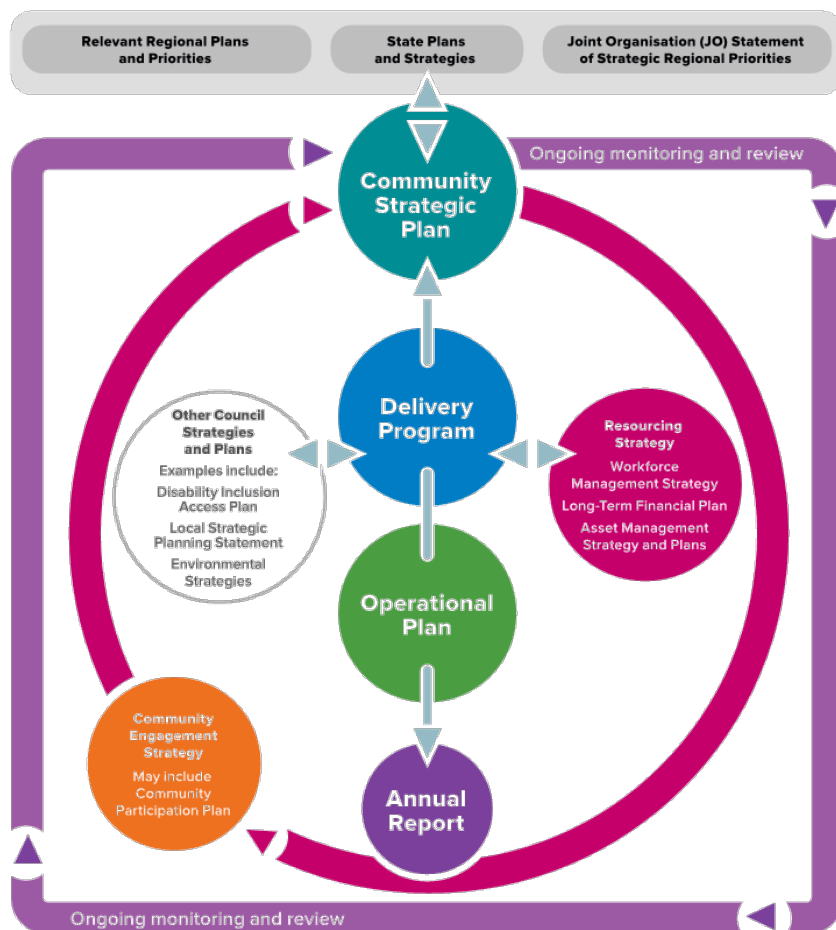 Relevant Regional Plans
and Priorities
State Plans
and Strategies
Joint Organisation (JO) Statement
of Strategic Regional Priorities
Ongoing monitoring and review
Community
Strategic
Plan
Delivery
Program
Other Council
Strategies
and Plans
Examples include:
Disability Inclusion
Access Plan
Local Strategic
Planning Statement
Environmental
Strategies
Resourcing
Strategy
Workforce
Management Strategy
Long-Term Financial Plan
Asset Management
Strategy and Plans
Operational
Plan
Community
Engagement
Strategy
May include
Community
Participation Plan
Annual
Report
Ongoing monitoring and review